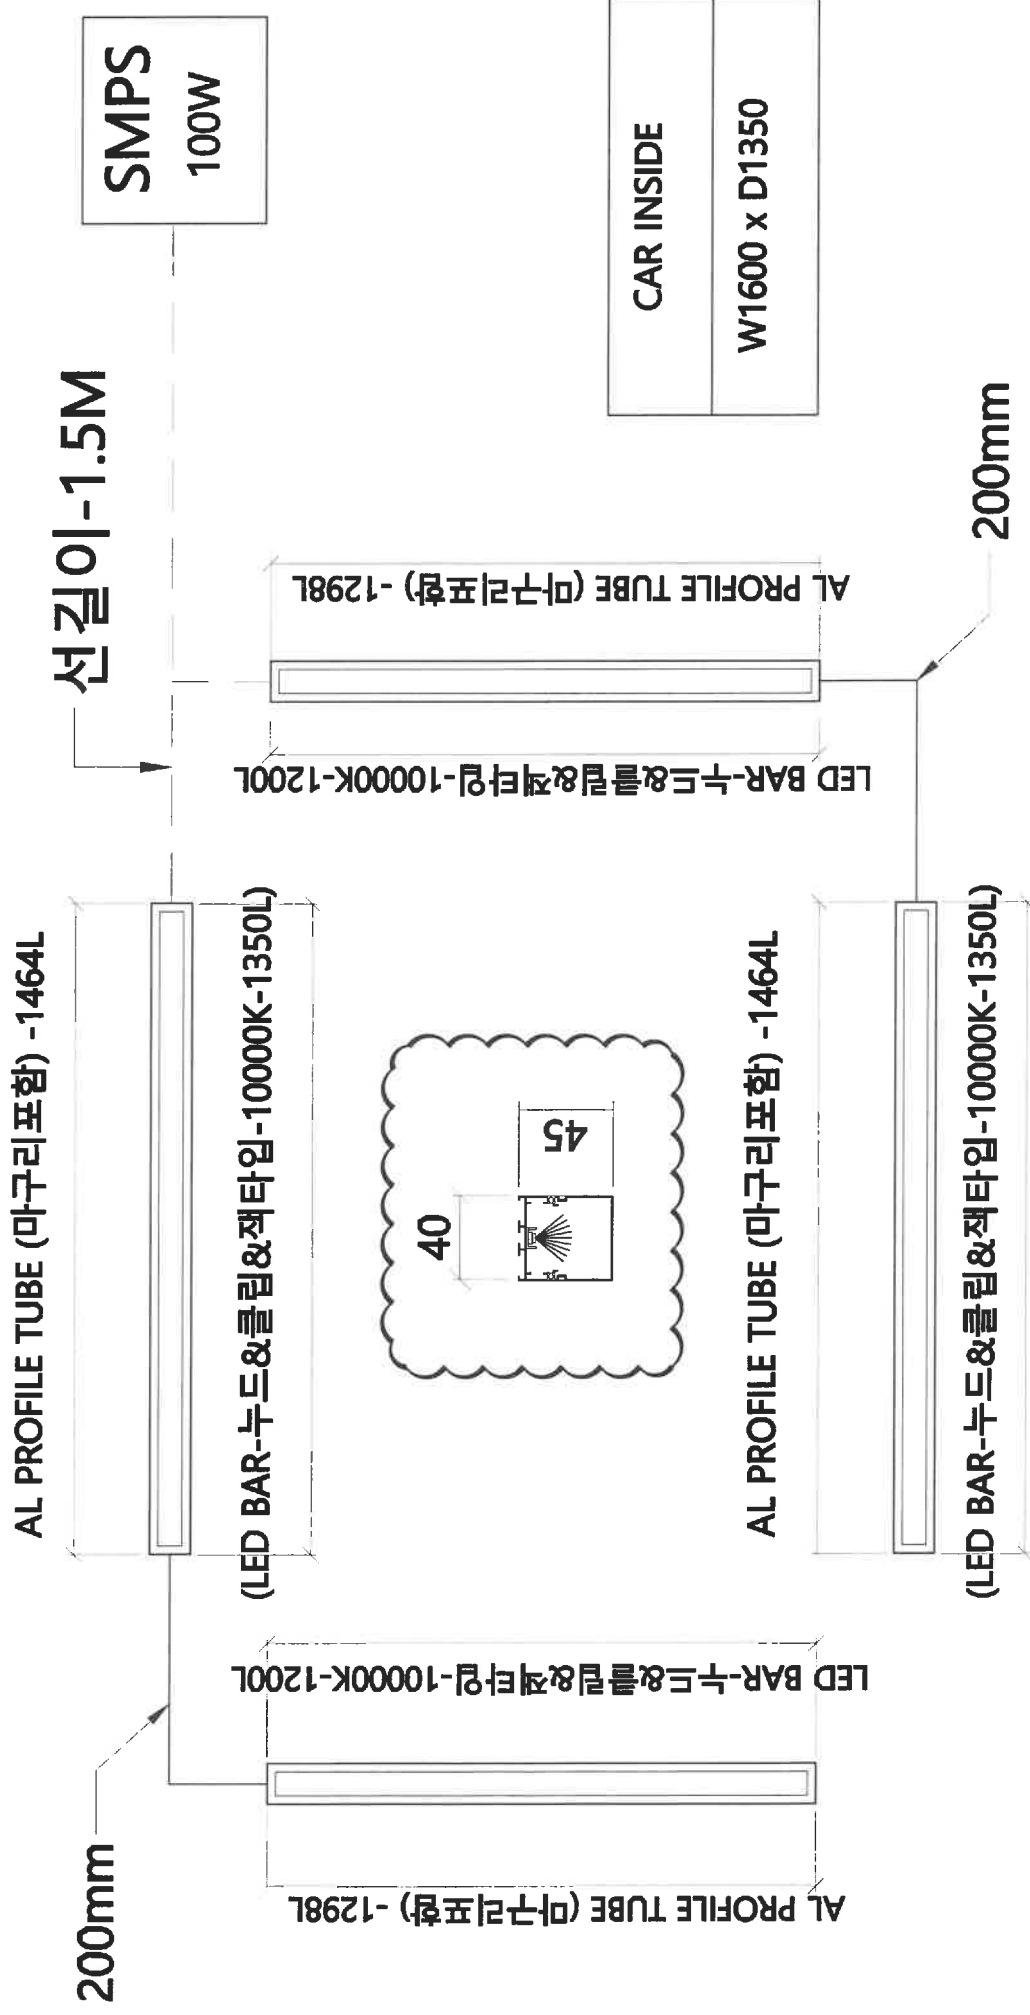 SMPS
100W
선길이-1.5M
CAR INSIDE
W1600 x D1350
200mm
AL PROFILE TUBE (마구리포함) -1298L
LED BAR-누드&클립&잭타입-10000K-1200L
AL PROFILE TUBE (마구리포함) -1464L
(LED BAR-누드&클립&잭타입-10000K-1350L)
40
45
AL PROFILE TUBE (마구리포함) -1464L
(LED BAR-누드&클립&잭타입-10000K-1350L)
LED BAR-누드&클립&잭타입-10000K-1200L
AL PROFILE TUBE (마구리포함) -1298L
200mm